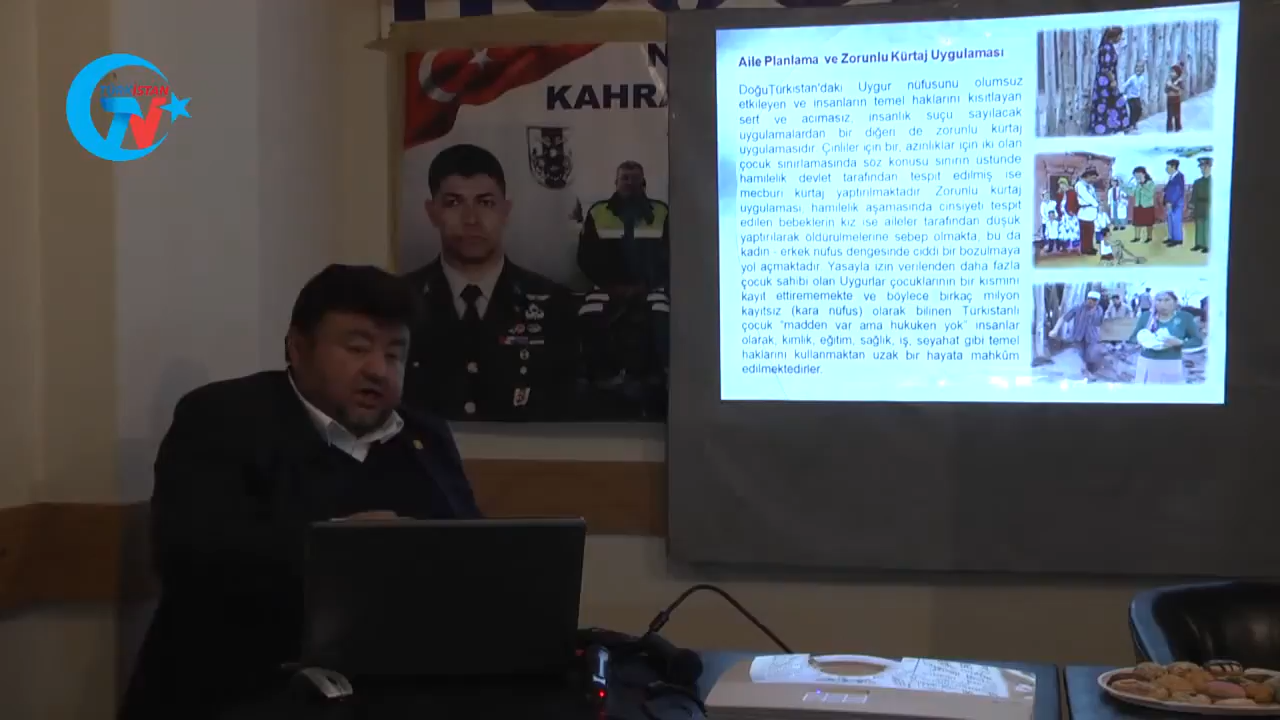 TÜRKİSTAN
TV
KAHRA
Aile Planlama ve Zorunlu Kürtaj Uygulaması
DoğuTürkistan'daki Uygur nüfusunu olumsuz
etkileyen ve insanların temel haklarını kısıtlayan
sert ve acımasız, insanlık suçu sayılacak
uygulamalardan bir diğeri de zorunlu kürtaj
uygulamasıdır. Çinliler için bir, azınlıklar için iki olan
çocuk sınırlamasında söz konusu sınırın üstünde
hamilelik devlet tarafından tespit edilmiş ise
mecburi kürtaj yaptırılmaktadır. Zorunlu kürtaj
uygulaması, hamilelik aşamasında cinsiyeti tespit
edilen bebeklerin kız ise aileler tarafından düşük
yaptırılarak öldürülmelerine sebep olmakta, bu da
kadın - erkek nüfus dengesinde ciddi bir bozulmaya
yol açmaktadır. Yasayla izin verilenden daha fazla
çocuk sahibi olan Uygurlar çocuklarının bir kısmını
kayıt ettirememekte ve böylece birkaç milyon
kayıtsız (kara nüfus) olarak bilinen Türkistanlı
çocuk "madden var ama hukuken yok" insanlar
olarak, kimlik, eğitim, sağlık, iş, seyahat gibi temel
haklarını kullanmaktan uzak bir hayata mahkûm
edilmektedirler.